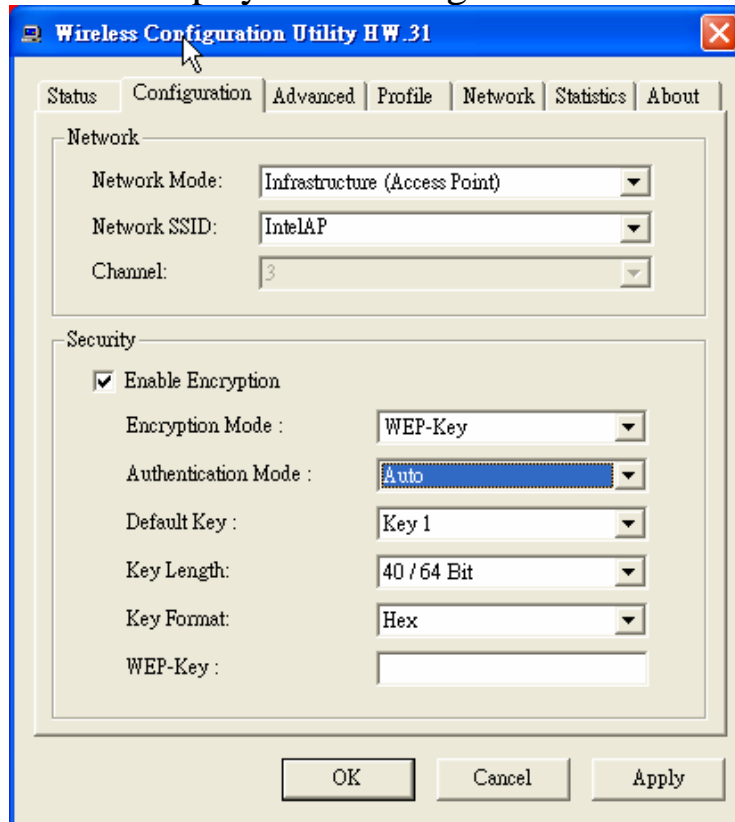 Wireless Configuration Utility HW.31
Status Configuration Advanced Profile Network Statistics About
Network
Network Mode: Infrastructure (Access Point)
Network SSID: IntelAP
Channel: 3
Security
Enable Encryption
Encryption Mode : WEP-Key
Authentication Mode : Auto
Default Key : Key 1
Key Length: 40 / 64 Bit
Key Format: Hex
WEP-Key :
OK Cancel Apply